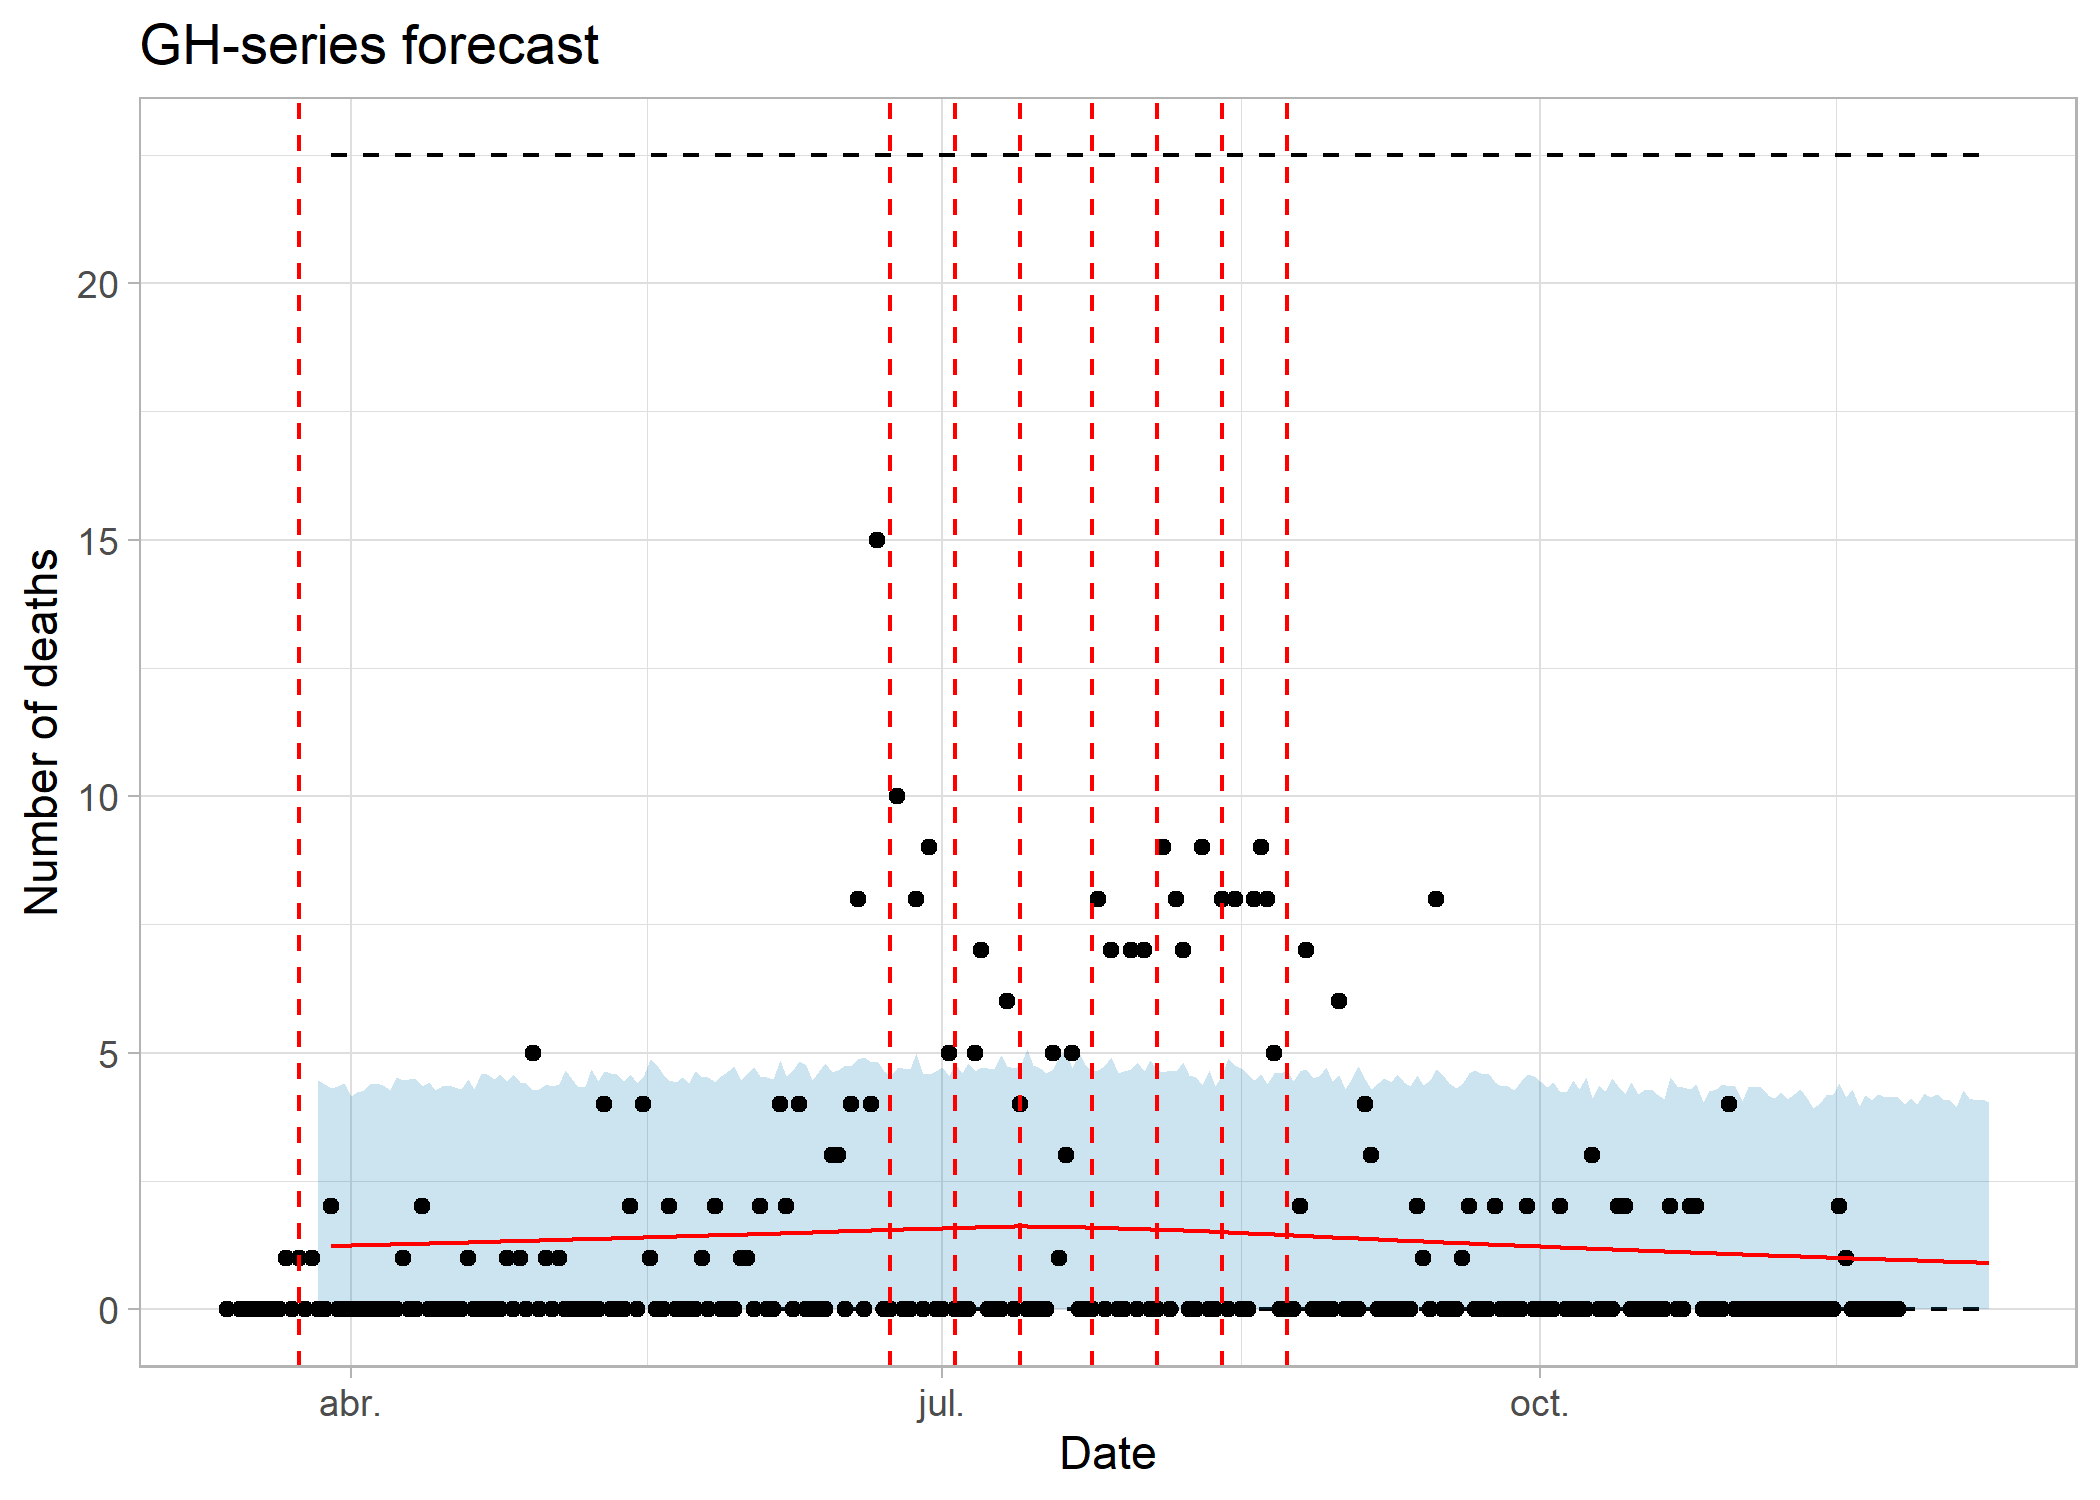 GH-series forecast
Number of deaths
20
15
10
5
0
abr.
jul.
oct.
Date